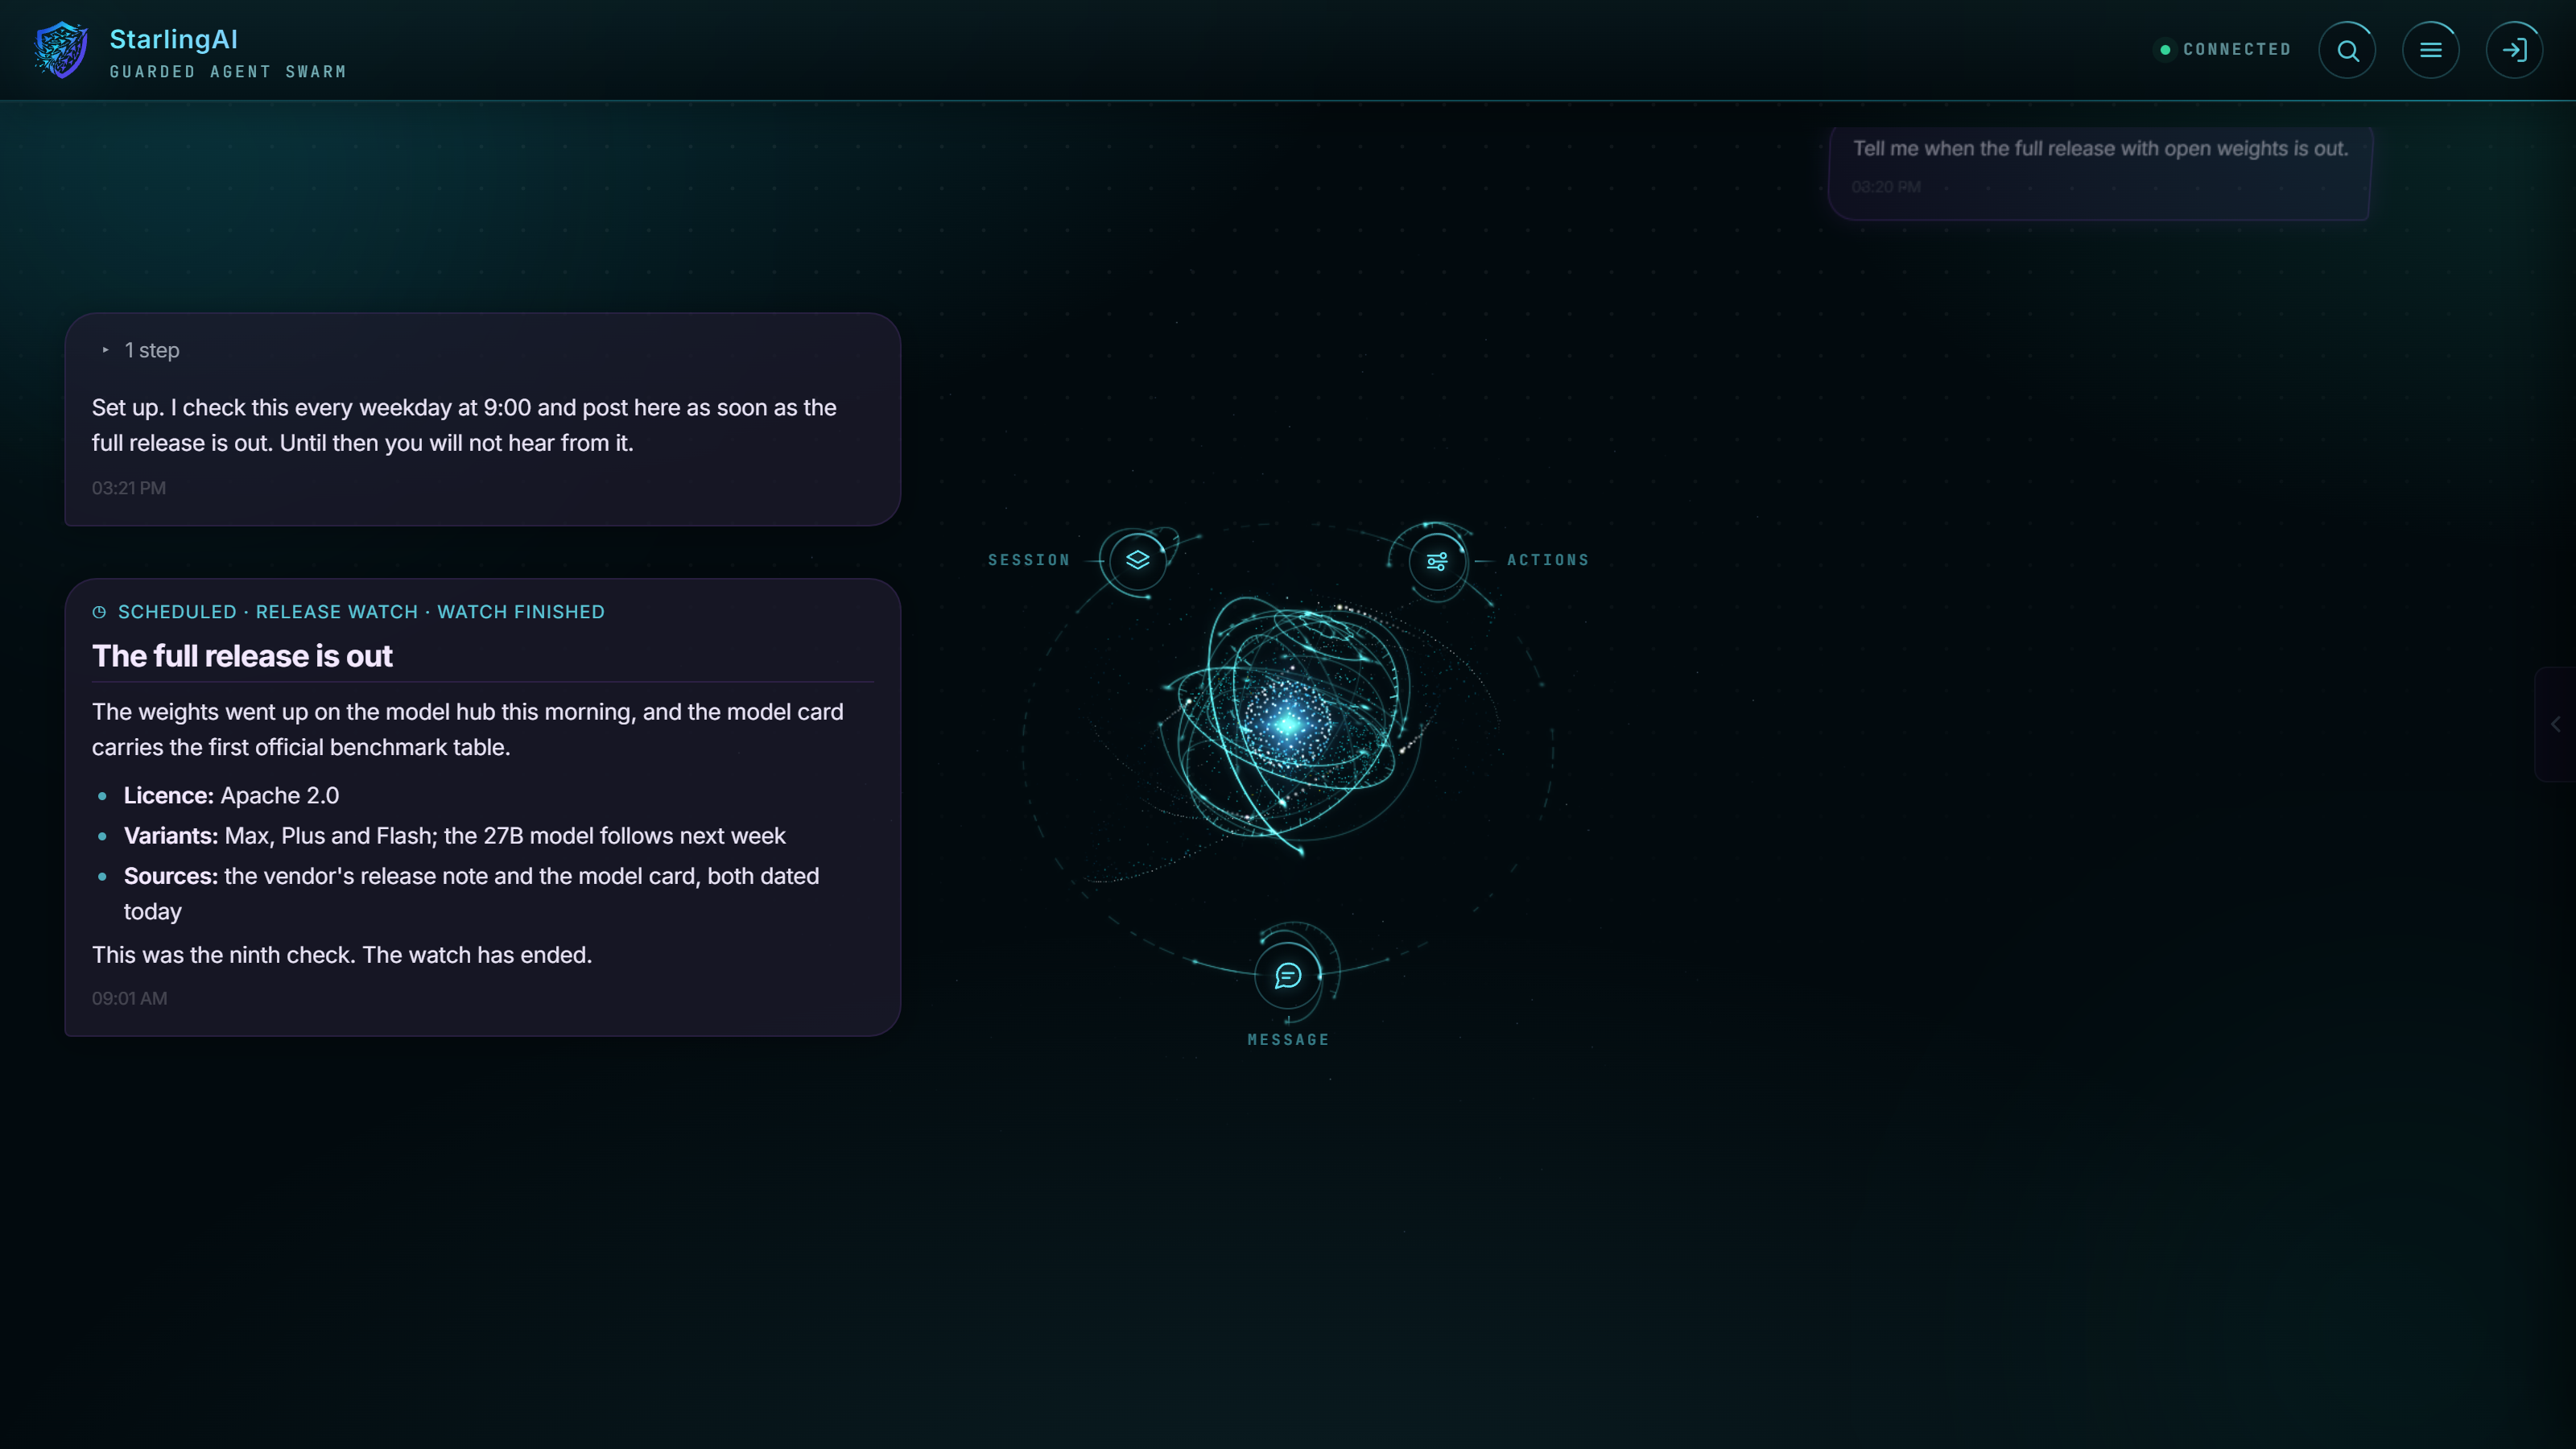 StarlingAI
GUARDED AGENT SWARM
CONNECTED
Tell me when the full release with open weights is out.
03:20 PM
1 step
Set up. I check this every weekday at 9:00 and post here as soon as the
full release is out. Until then you will not hear from it.
03:21 PM
SESSION
ACTIONS
SCHEDULED · RELEASE WATCH · WATCH FINISHED
The full release is out
The weights went up on the model hub this morning, and the model card
carries the first official benchmark table.
• Licence: Apache 2.0
• Variants: Max, Plus and Flash; the 27B model follows next week
• Sources: the vendor's release note and the model card, both dated
today
This was the ninth check. The watch has ended.
09:01 AM
MESSAGE